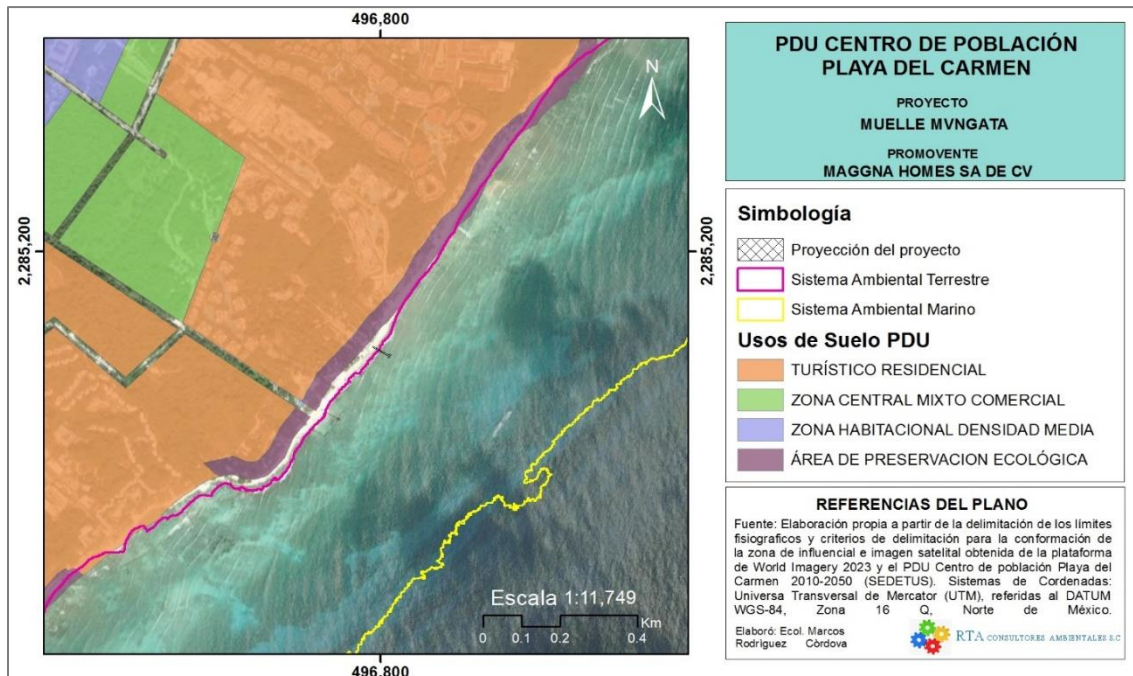 496,800
N
2,285,200
2,285,200
Escala 1:11,749
Km
0 0.1 0.2 0.4
496,800
PDU CENTRO DE POBLACIÓN
PLAYA DEL CARMEN
PROYECTO
MUELLE MVNGATA
PROMOVENTE
MAGGNA HOMES SA DE CV
Simbología
Proyección del proyecto
Sistema Ambiental Terrestre
Sistema Ambiental Marino
Usos de Suelo PDU
TURÍSTICO RESIDENCIAL
ZONA CENTRAL MIXTO COMERCIAL
ZONA HABITACIONAL DENSIDAD MEDIA
ÁREA DE PRESERVACION ECOLÓGICA
REFERENCIAS DEL PLANO
Fuente: Elaboración propia a partir de la delimitación de los límites
fisiograficos y criterios de delimitación para la conformación de
la zona de influencial e imagen satelital obtenida de la plataforma
de World Imagery 2023 y el PDU Centro de población Playa del
Carmen 2010-2050 (SEDETUS). Sistemas de Cordenadas:
Universa Transversal de Mercator (UTM), referidas al DATUM
WGS-84, Zona 16 Q, Norte de México.
Elaboró: Ecol. Marcos
Rodrìguez Còrdova
RTA CONSULTORES AMBIENTALES S.C